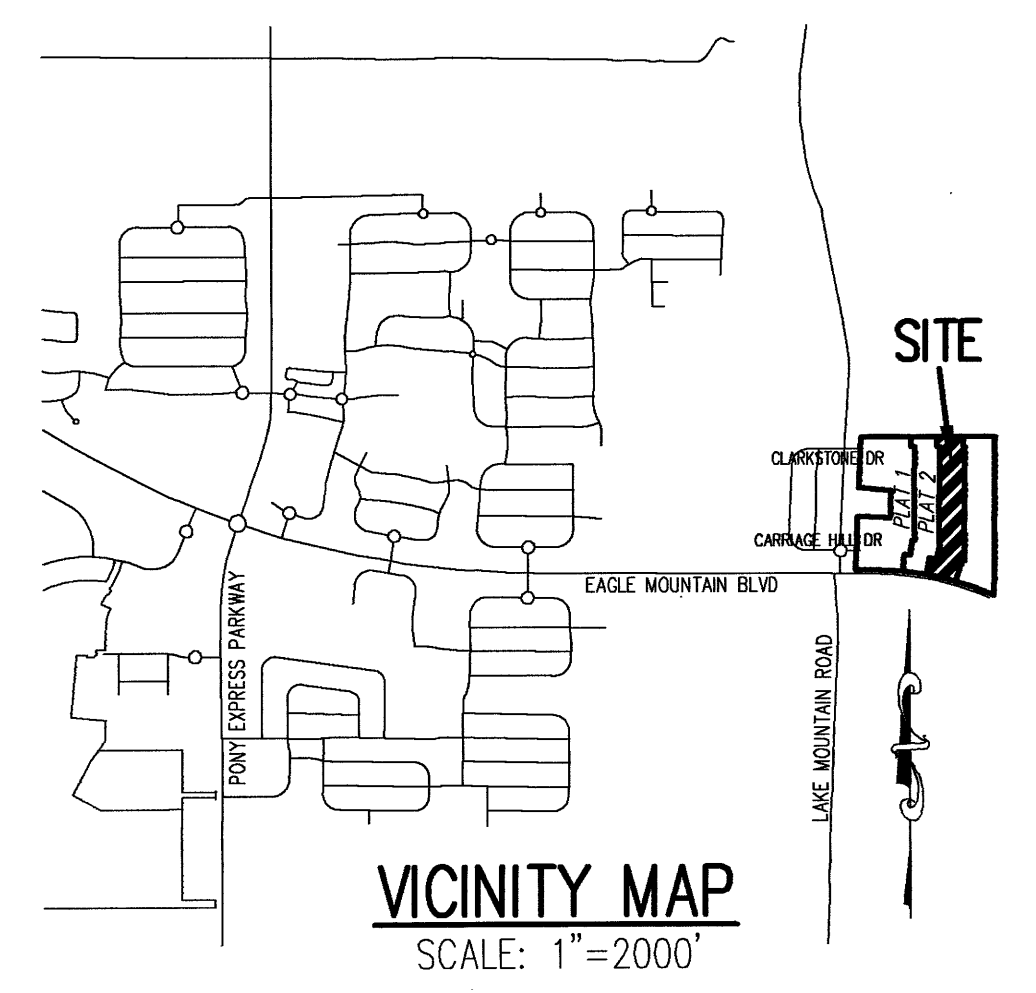 SITE
CLARKSTONE DR
PLAT 1
PLAT 2
CARRIAGE HILL DR
EAGLE MOUNTAIN BLVD
PONY EXPRESS PARKWAY
LAKE MOUNTAIN ROAD
VICINITY MAP
SCALE: 1"=2000'